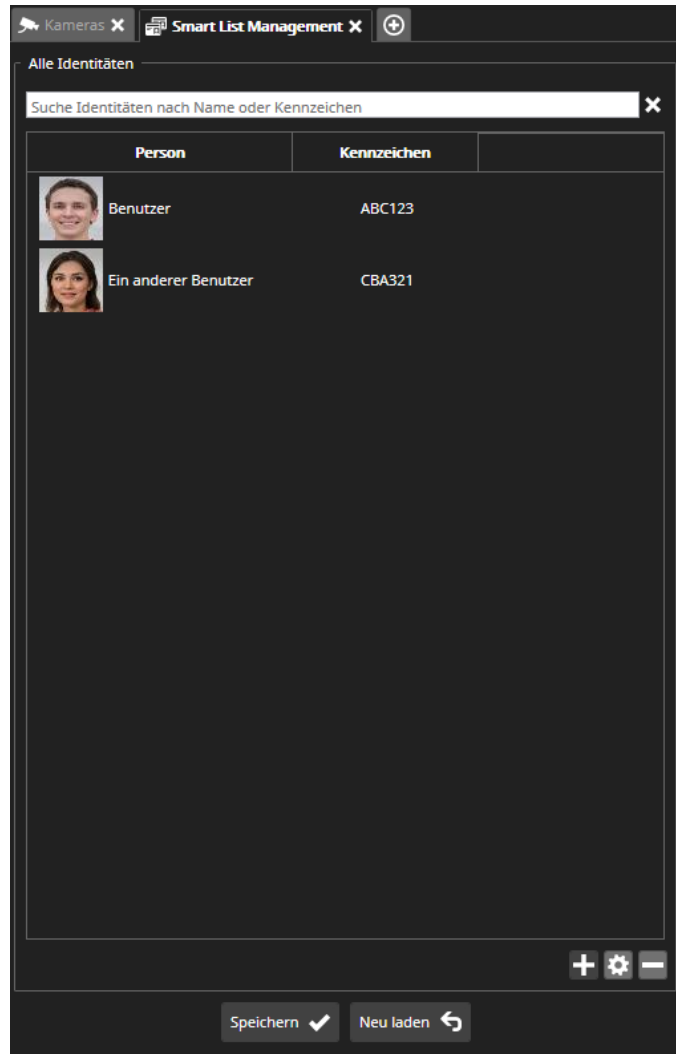 Kameras
Smart List Management
Alle Identitäten
Suche Identitäten nach Name oder Kennzeichen
Person Kennzeichen
Benutzer ABC123
Ein anderer Benutzer CBA321
Speichern Neu laden